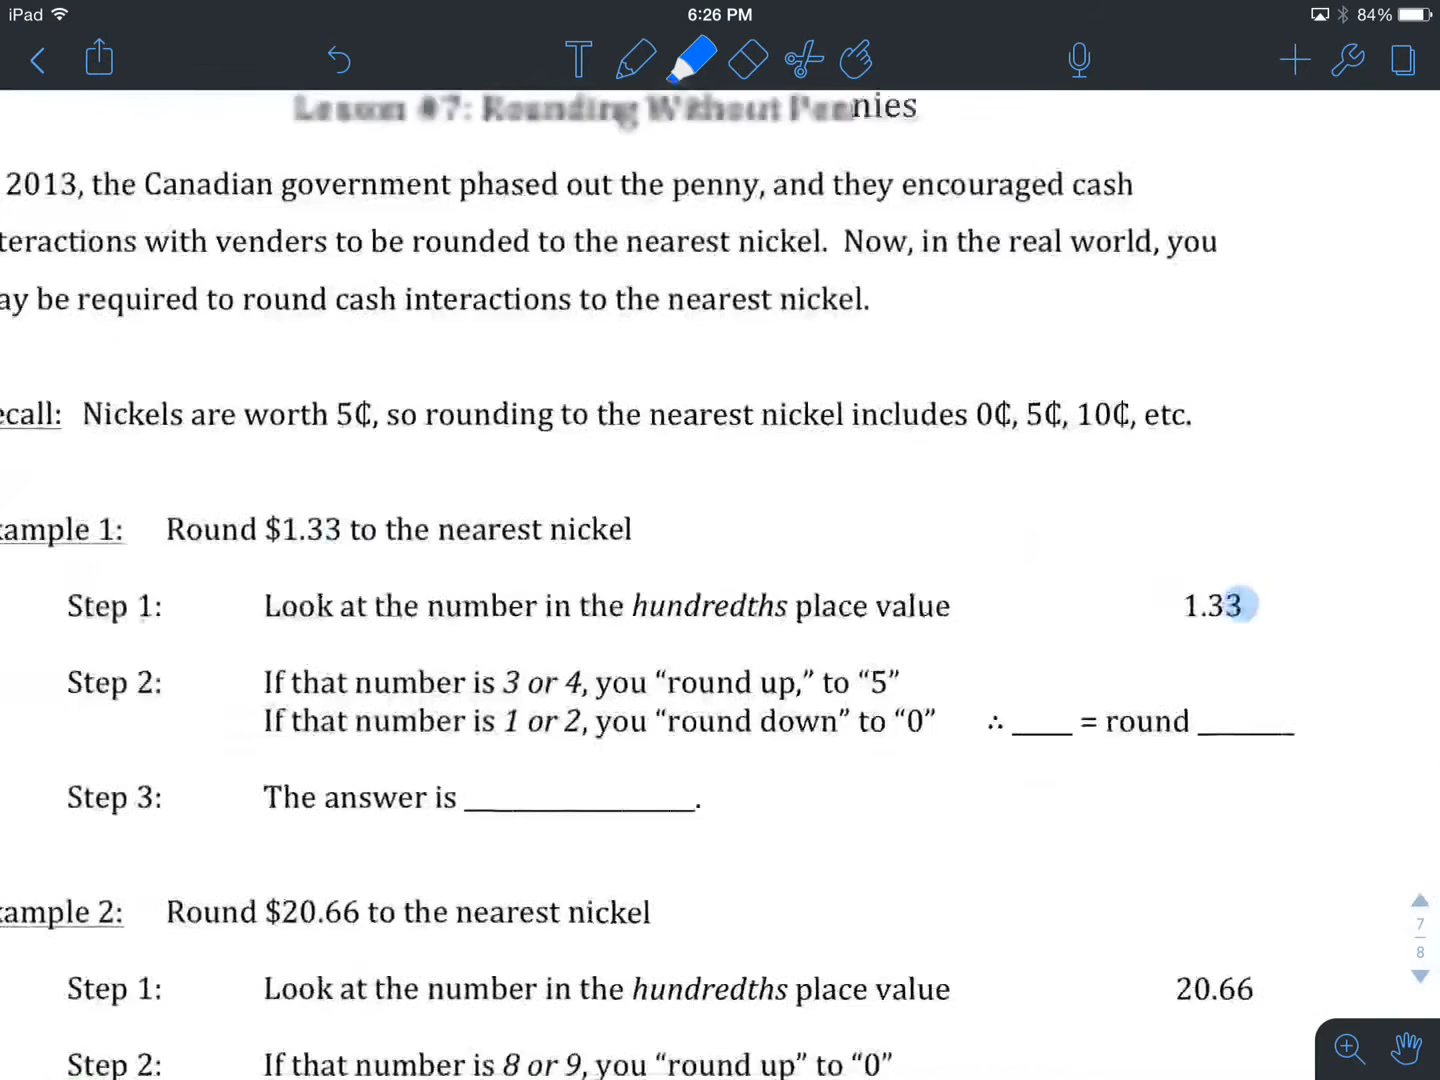 iPad
6:26 PM
84%
Lesson #7: Rounding Without Pennies
2013, the Canadian government phased out the penny, and they encouraged cash
teractions with venders to be rounded to the nearest nickel. Now, in the real world, you
ay be required to round cash interactions to the nearest nickel.
ecall: Nickels are worth 5₵, so rounding to the nearest nickel includes 0₵, 5₵, 10₵, etc.
ample 1: Round $1.33 to the nearest nickel
Step 1: Look at the number in the hundredths place value 1.33
Step 2: If that number is 3 or 4, you “round up,” to “5”
If that number is 1 or 2, you “round down” to “0” ∴ ____ = round ______
Step 3: The answer is _______________.
ample 2: Round $20.66 to the nearest nickel
7
8
Step 1: Look at the number in the hundredths place value 20.66
Step 2: If that number is 8 or 9, you “round up” to “0”